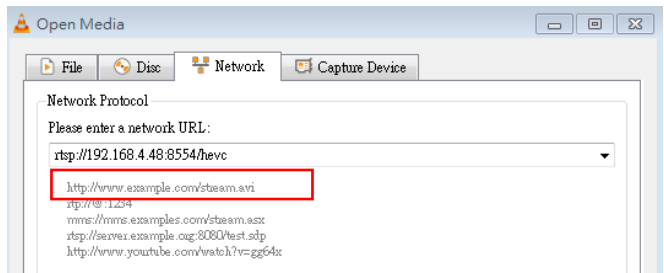 Open Media
File Disc Network Capture Device
Network Protocol
Please enter a network URL:
rtsp://192.168.4.48:8554/hevc
http://www.example.com/stream.avi
rtp://@:1234
mms://mms.examples.com/stream.asx
rtsp://server.example.org:8080/test.sdp
http://www.yourtube.com/watch?v=gg64x